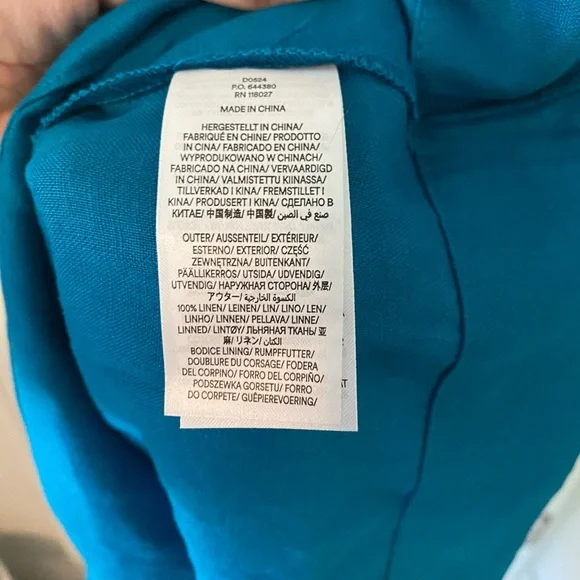 D0524
P.O. 644380
RN 118027
MADE IN CHINA
HERGESTELLT IN CHINA/
FABRIQUÉ EN CHINE/ PRODOTTO
IN CINA/ FABRICADO EN CHINA/
WYPRODUKOWANO W CHINACH/
FABRICADO NA CHINA/ VERVAARDIGD
IN CHINA/ VALMISTETTU KIINASSA/
TILLVERKAD I KINA/ FREMSTILLET I
KINA/ PRODUSERT I KINA/ СДЕЛАНО В
КИТАЕ/ 中国制造/ 中国製/ صنع في الصين
OUTER/ AUSSENTEIL/ EXTÉRIEUR/
ESTERNO/ EXTERIOR/ CZĘŚĆ
ZEWNĘTRZNA/ BUITENKANT/
PÄÄLLIKERROS/ UTSIDA/ UDVENDIG/
UTVENDIG/ НАРУЖНАЯ СТОРОНА/ 外层/
アウター/ الكسوة الخارجية/
100% LINEN/ LEINEN/ LIN/ LINO/ LEN/
LINHO/ LINNEN/ PELLAVA/ LINNE/
LINNED/ LINTØY/ ЛЬНЯНАЯ ТКАНЬ/ 亚
麻/ リネン/ الكتان/
BODICE LINING/ RUMPFFUTTER/
DOUBLURE DU CORSAGE/ FODERA
DEL CORPINO/ FORRO DEL CORPIÑO/
PODSZEWKA GORSETU/ FORRO
DO CORPETE/ GUÊPIEREVOERING/